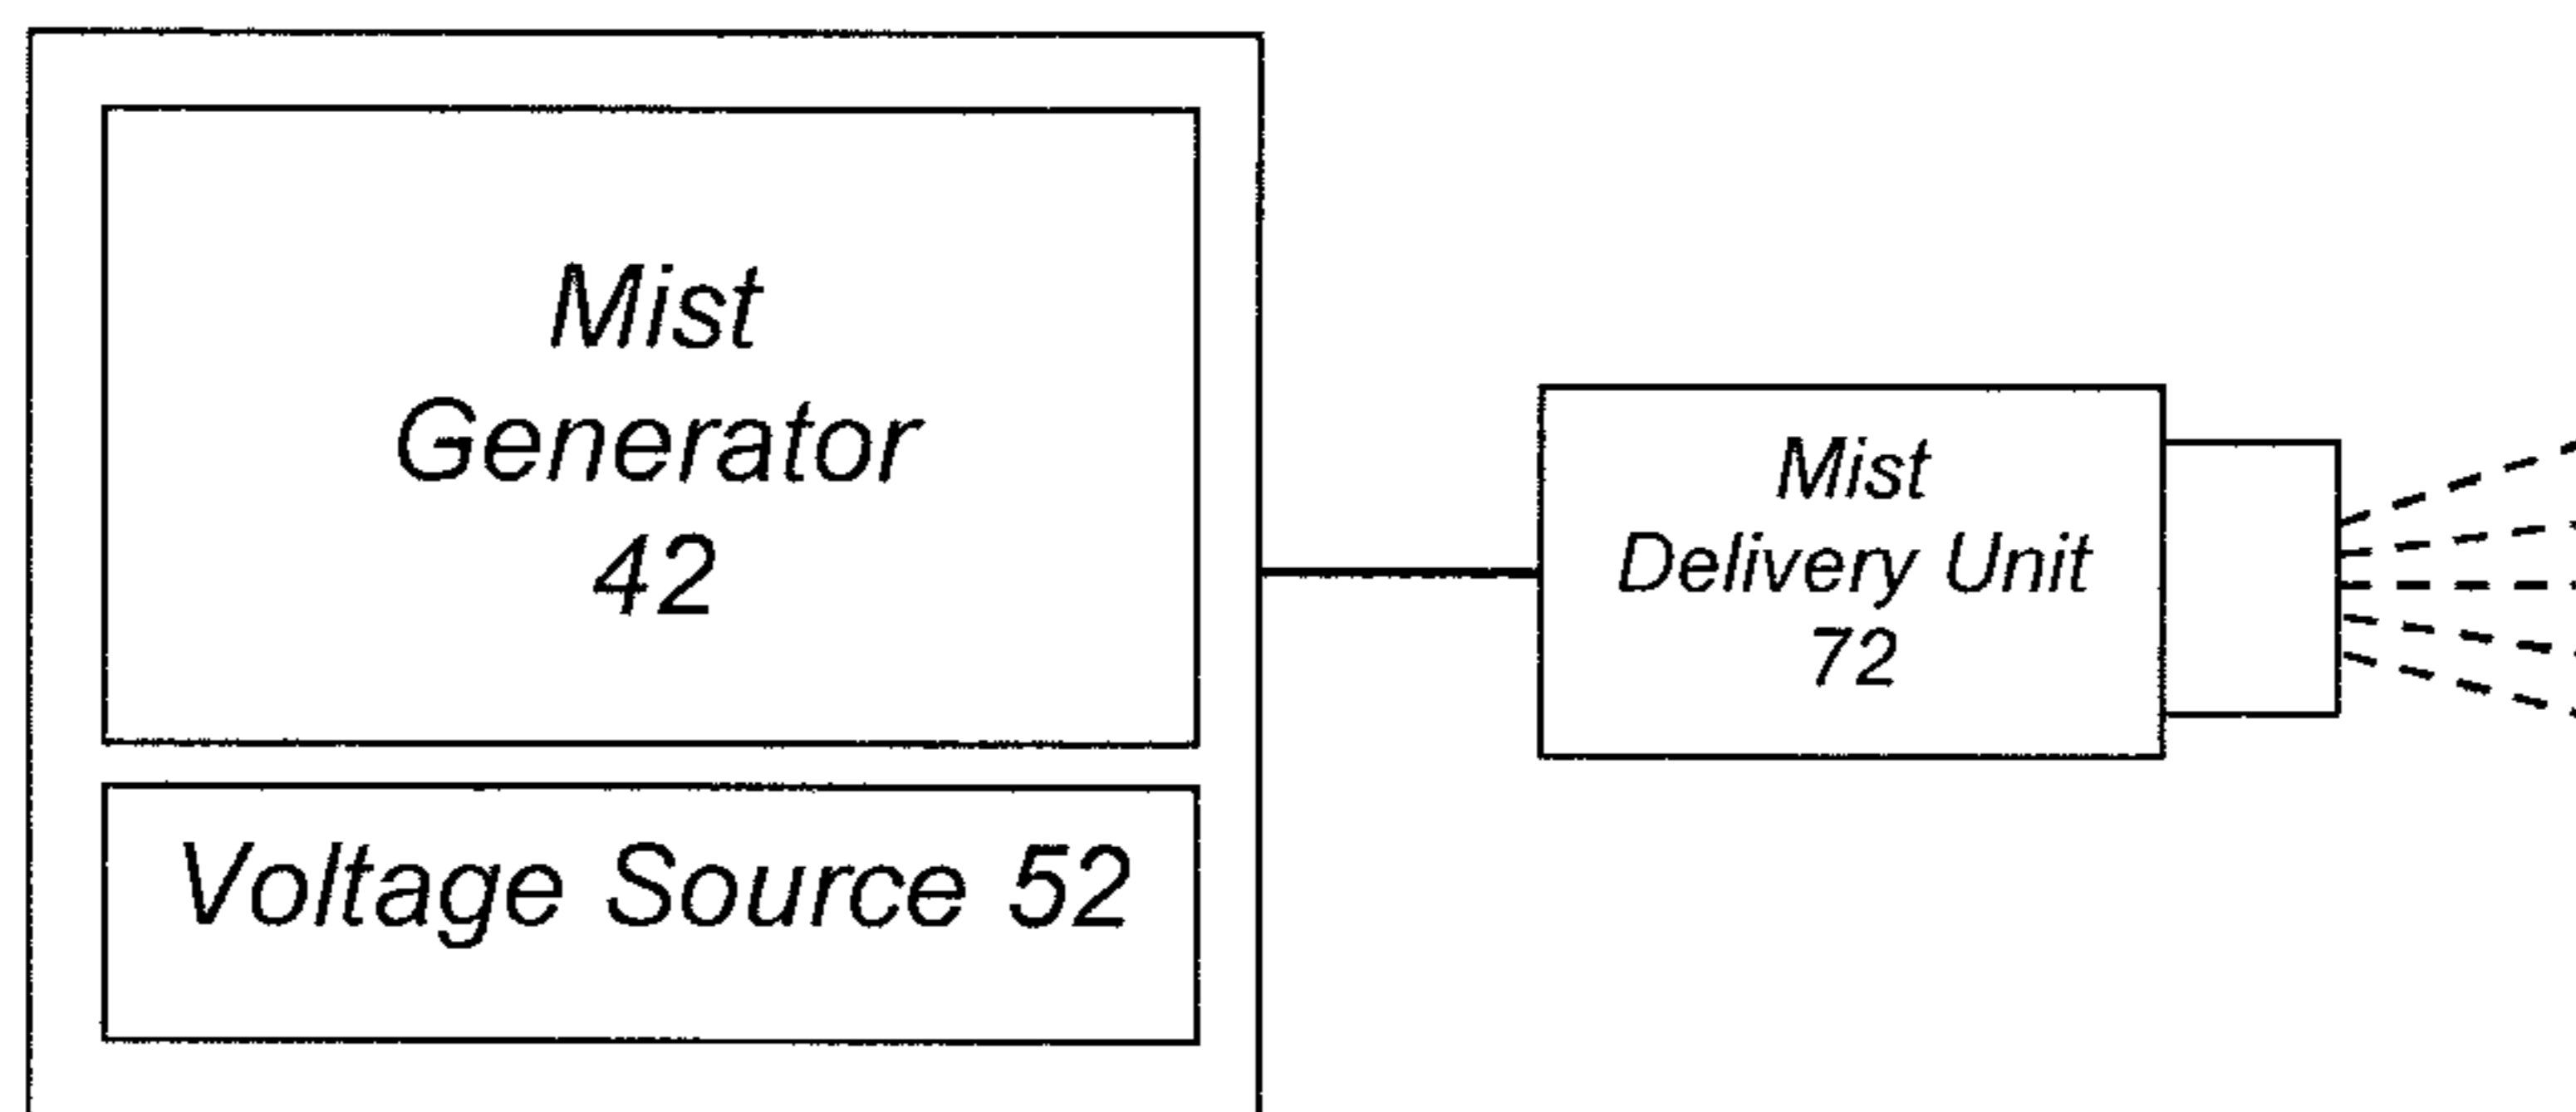 Mist
Generator
42
Mist
Delivery Unit
72
Voltage Source 52